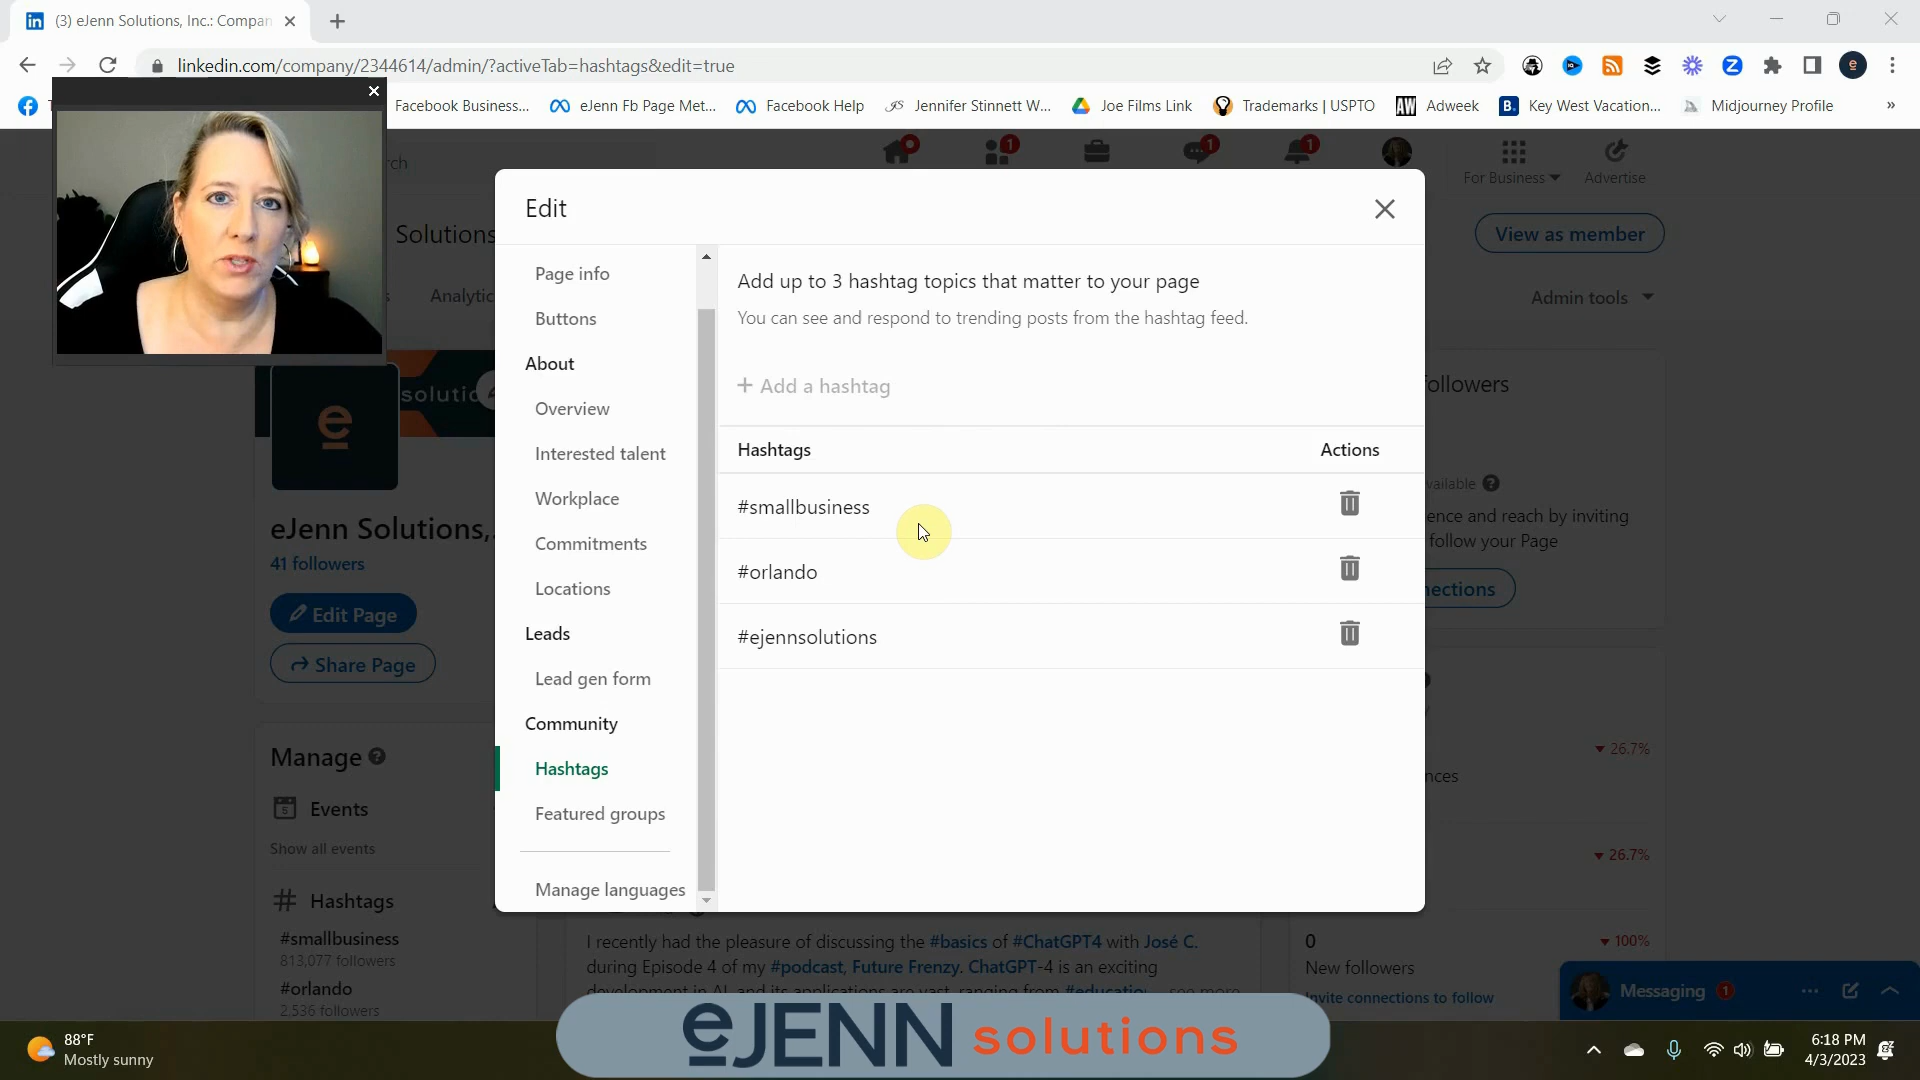 (3) eJenn Solutions, Inc.: Compan
linkedin.com/company/2344614/admin/?activeTab=hashtags&edit=true
Facebook Business...
eJenn Fb Page Met...
Facebook Help
Jennifer Stinnett W...
Joe Films Link
Trademarks | USPTO
Adweek
Key West Vacation...
Midjourney Profile
»
rch
1
1
1
For Business
Advertise
Solutions
View as member
Analytic
Admin tools
Edit
Page info
Buttons
About
Overview
Interested talent
Workplace
Commitments
Locations
Leads
Lead gen form
Community
Hashtags
Featured groups
Manage languages
Add up to 3 hashtag topics that matter to your page
You can see and respond to trending posts from the hashtag feed.
+ Add a hashtag
Hashtags
Actions
#smallbusiness
#orlando
#ejennsolutions
solutio
eJenn Solutions,
41 followers
Edit Page
Share Page
Manage
Events
Show all events
Hashtags
#smallbusiness
813,077 followers
#orlando
2,536 followers
ollowers
vailable
ence and reach by inviting
follow your Page
nections
26.7%
nces
26.7%
0
100%
New followers
Invite connections to follow
I recently had the pleasure of discussing the #basics of #ChatGPT4 with José C.
during Episode 4 of my #podcast, Future Frenzy. ChatGPT-4 is an exciting
development in AI, and its applications are vast, ranging from #educatio
see more
Messaging 1
eJENN solutions
88°F
Mostly sunny
6:18 PM
4/3/2023